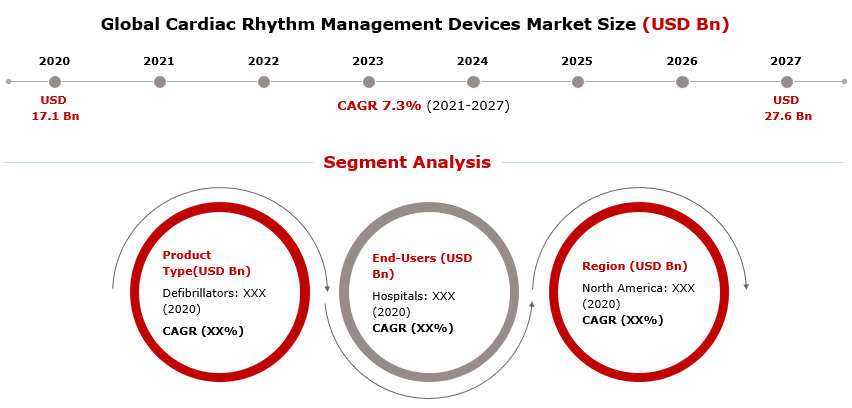 Global Cardiac Rhythm Management Devices Market Size (USD Bn)
2020 2021 2022 2023 2024 2025 2026 2027
USD
17.1 Bn
CAGR 7.3% (2021-2027)
USD
27.6 Bn
Segment Analysis
Product
Type(USD Bn)
Defibrillators: XXX
(2020)
CAGR (XX%)
End-Users (USD
Bn)
Hospitals: XXX
(2020)
CAGR (XX%)
Region (USD Bn)
North America: XXX
(2020)
CAGR (XX%)